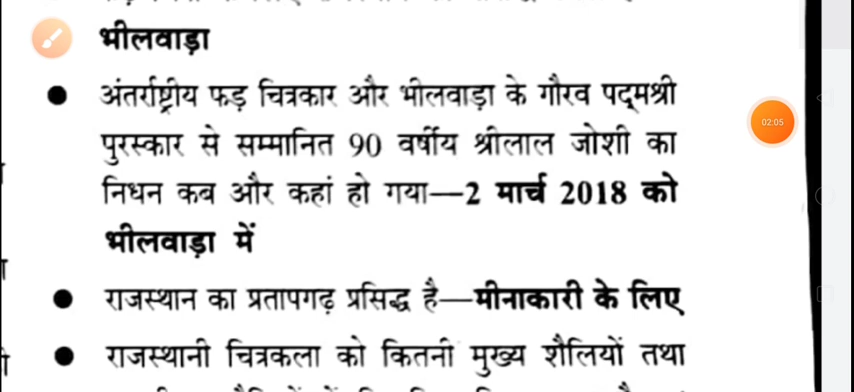 भीलवाड़ा
● अंतर्राष्ट्रीय फड़ चित्रकार और भीलवाड़ा के गौरव पद्मश्री
02:05
पुरस्कार से सम्मानित 90 वर्षीय श्रीलाल जोशी का
निधन कब और कहां हो गया—2 मार्च 2018 को
भीलवाड़ा में
● राजस्थान का प्रतापगढ़ प्रसिद्ध है—मीनाकारी के लिए
● राजस्थानी चित्रकला को कितनी मुख्य शैलियों तथा